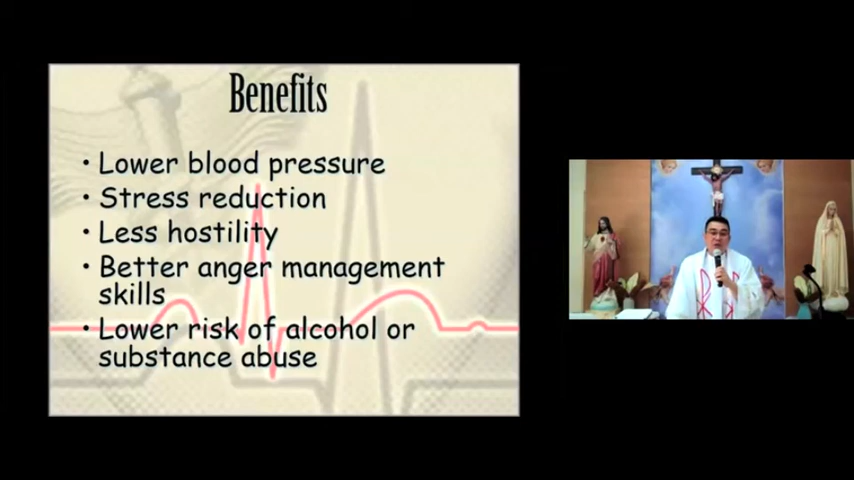 Benefits
• Lower blood pressure
• Stress reduction
• Less hostility
• Better anger management
skills
• Lower risk of alcohol or
substance abuse